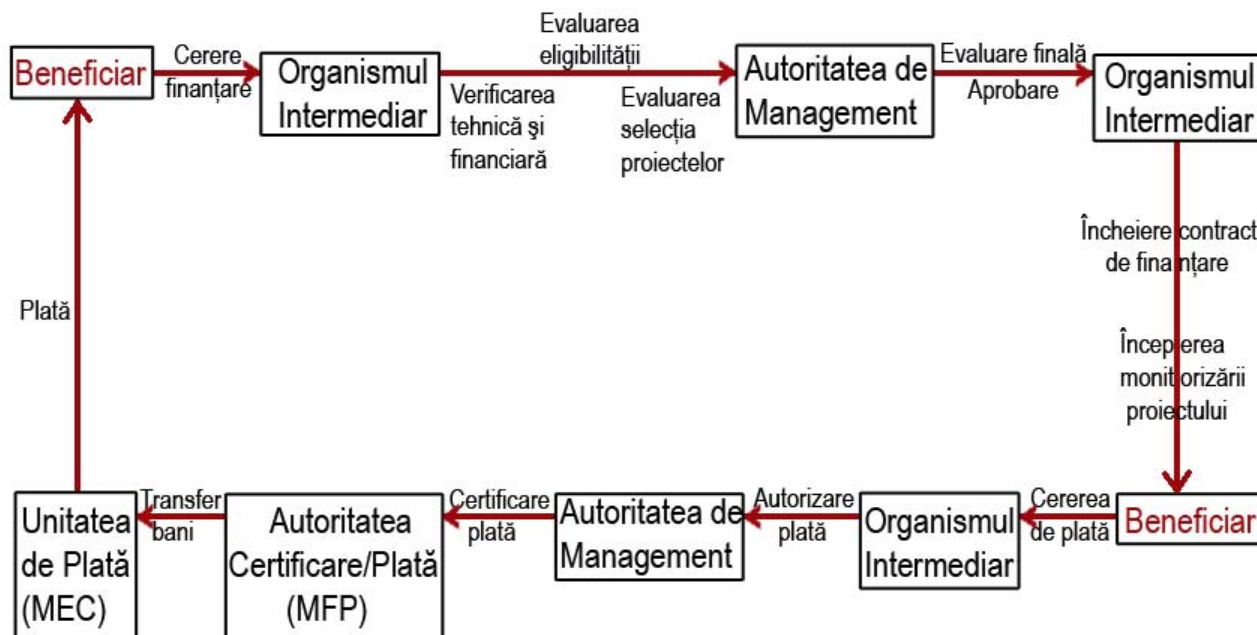 Beneficiar
Cerere
finanțare
Organismul
Intermediar
Evaluarea
eligibilității
Verificarea
tehnică şi
financiară
Evaluarea
selecția
proiectelor
Autoritatea de
Management
Evaluare finală
Aprobare
Organismul
Intermediar
Încheiere contract
de finanțare
Începierea
monitiorizării
proiectului
Beneficiar
Cererea
de plată
Organismul
Intermediar
Autorizare
plată
Autoritatea de
Management
Certificare
plată
Autoritatea
Certificare/Plată
(MFP)
Transfer
bani
Unitatea
de Plată
(MEC)
Plată